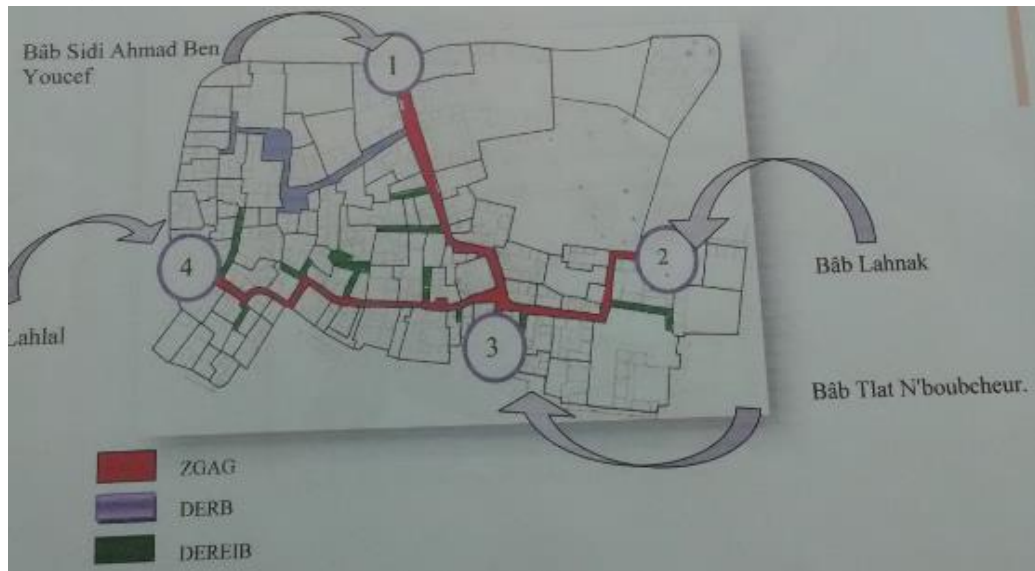 Bâb Sidi Ahmad Ben
Youcef
1
2
Bâb Lahnak
4
Lahlal
3
Bâb Tlat N'boubcheur.
ZGAG
DERB
DEREIB